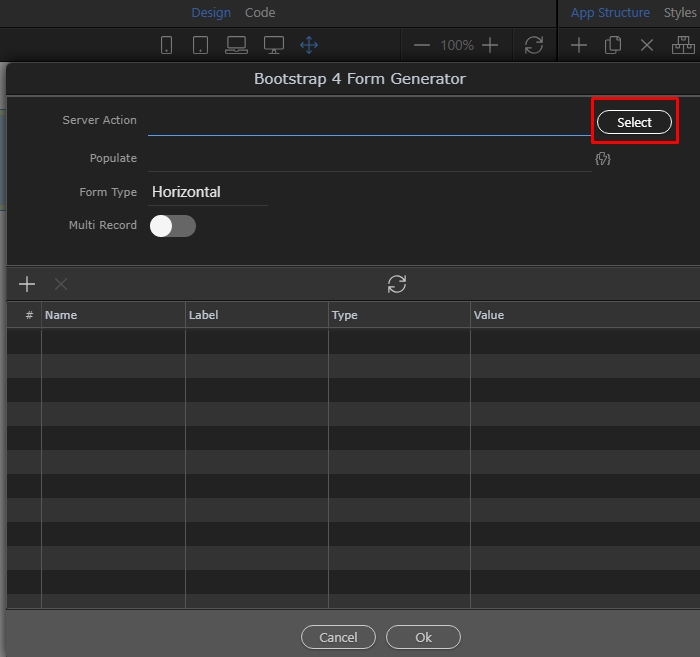 Design Code App Structure Styles
100%
Bootstrap 4 Form Generator
Server Action Select
Populate
Form Type Horizontal
Multi Record
# Name Label Type Value
Cancel Ok